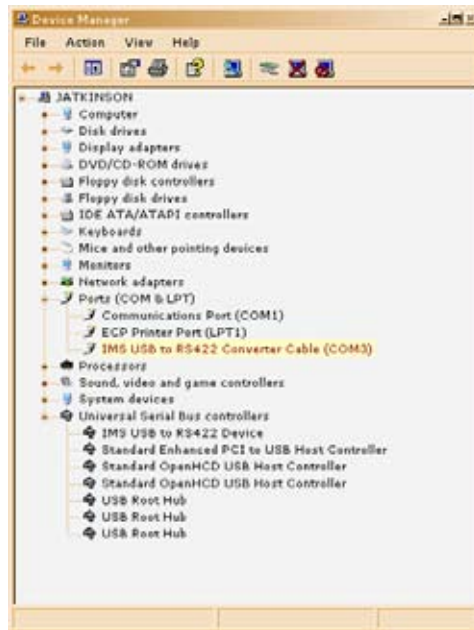 Device Manager
File Action View Help
JATKINSON
Computer
Disk drives
Display adapters
DVD/CD-ROM drives
Floppy disk controllers
Floppy disk drives
IDE ATA/ATAPI controllers
Keyboards
Mice and other pointing devices
Monitors
Network adapters
Ports (COM & LPT)
Communications Port (COM1)
ECP Printer Port (LPT1)
IMS USB to RS422 Converter Cable (COM3)
Processors
Sound, video and game controllers
System devices
Universal Serial Bus controllers
IMS USB to RS422 Device
Standard Enhanced PCI to USB Host Controller
Standard OpenHCD USB Host Controller
Standard OpenHCD USB Host Controller
USB Root Hub
USB Root Hub
USB Root Hub